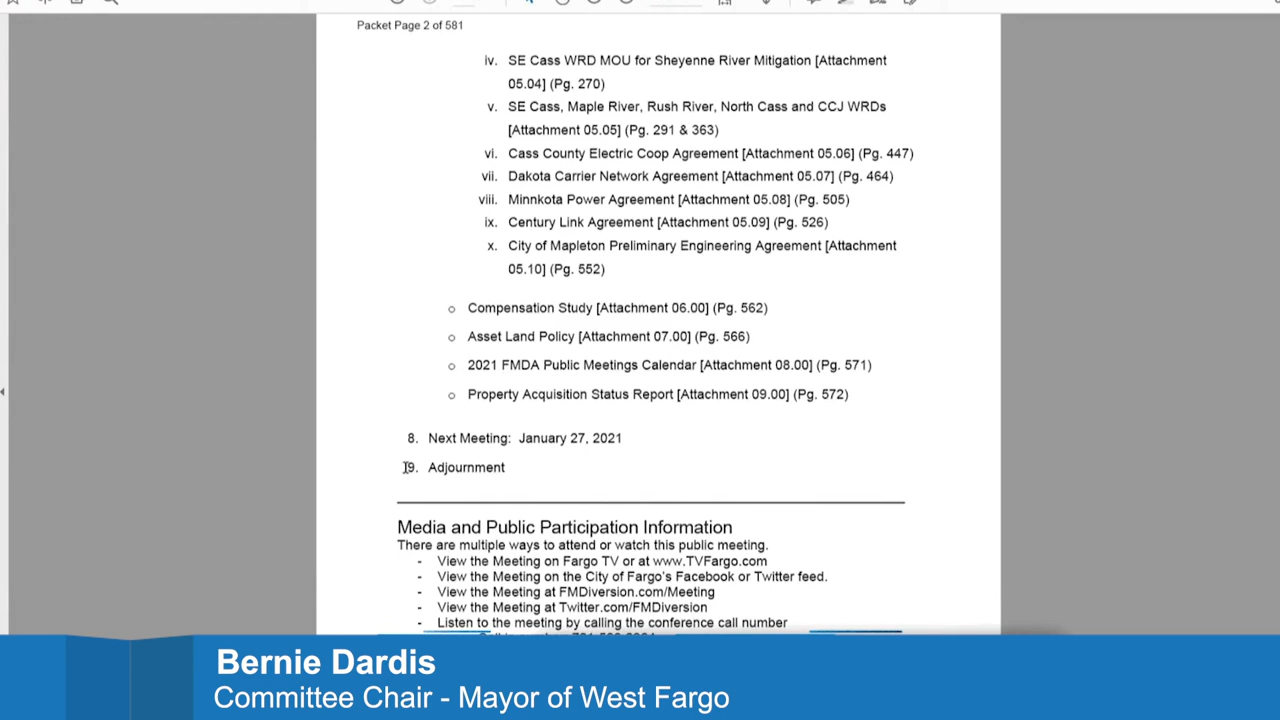 Packet Page 2 of 581
iv. SE Cass WRD MOU for Sheyenne River Mitigation [Attachment
05.04] (Pg. 270)
v. SE Cass, Maple River, Rush River, North Cass and CCJ WRDs
[Attachment 05.05] (Pg. 291 & 363)
vi. Cass County Electric Coop Agreement [Attachment 05.06] (Pg. 447)
vii. Dakota Carrier Network Agreement [Attachment 05.07] (Pg. 464)
viii. Minnkota Power Agreement [Attachment 05.08] (Pg. 505)
ix. Century Link Agreement [Attachment 05.09] (Pg. 526)
x. City of Mapleton Preliminary Engineering Agreement [Attachment
05.10] (Pg. 552)
o Compensation Study [Attachment 06.00] (Pg. 562)
o Asset Land Policy [Attachment 07.00] (Pg. 566)
o 2021 FMDA Public Meetings Calendar [Attachment 08.00] (Pg. 571)
o Property Acquisition Status Report [Attachment 09.00] (Pg. 572)
8. Next Meeting: January 27, 2021
9. Adjournment
Media and Public Participation Information
There are multiple ways to attend or watch this public meeting.
- View the Meeting on Fargo TV or at www.TVFargo.com
- View the Meeting on the City of Fargo's Facebook or Twitter feed.
- View the Meeting at FMDiversion.com/Meeting
- View the Meeting at Twitter.com/FMDiversion
- Listen to the meeting by calling the conference call number
Bernie Dardis
Committee Chair - Mayor of West Fargo